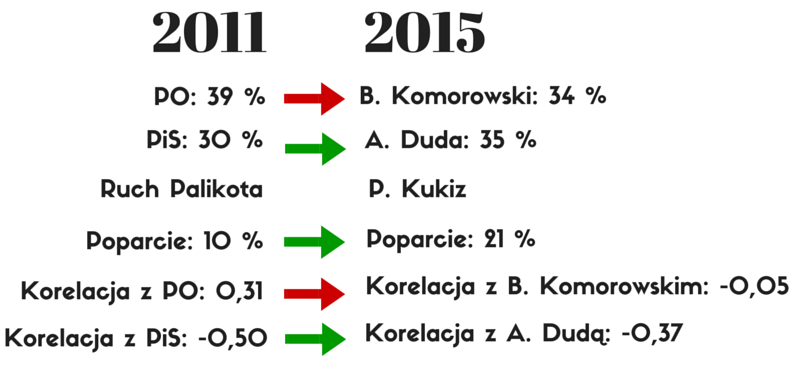 2011 2015
PO: 39 % B. Komorowski: 34 %
PiS: 30 % A. Duda: 35 %
Ruch Palikota P. Kukiz
Poparcie: 10 % Poparcie: 21 %
Korelacja z PO: 0,31 Korelacja z B. Komorowskim: -0,05
Korelacja z PiS: -0,50 Korelacja z A. Dudą: -0,37